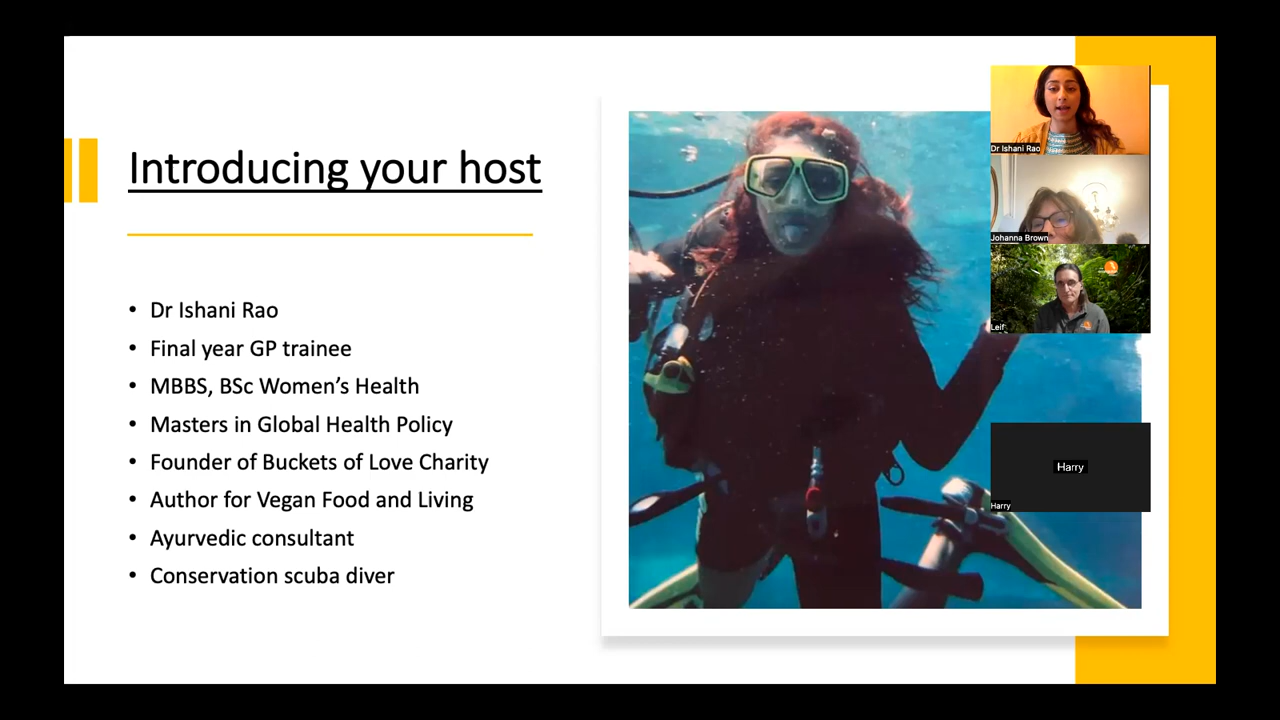 Introducing your host
• Dr Ishani Rao
• Final year GP trainee
• MBBS, BSc Women’s Health
• Masters in Global Health Policy
• Founder of Buckets of Love Charity
• Author for Vegan Food and Living
• Ayurvedic consultant
• Conservation scuba diver
Dr Ishani Rao
Johanna Brown
Leif
Harry
Harry